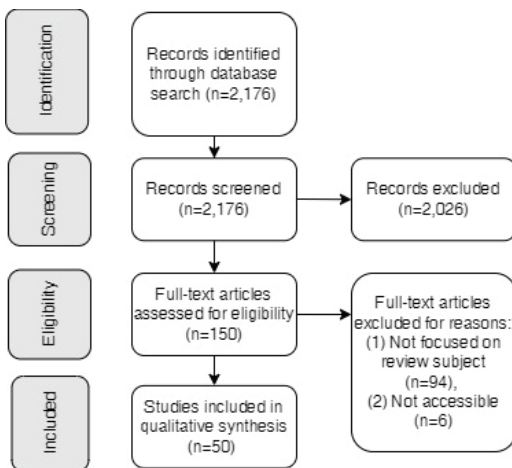 Identification
Records identified
through database
search (n=2,176)
Screening
Records screened
(n=2,176)
Records excluded
(n=2,026)
Eligibility
Full-text articles
assessed for eligibility
(n=150)
Full-text articles
excluded for reasons:
(1) Not focused on
review subject
(n=94),
(2) Not accessible
(n=6)
Included
Studies included in
qualitative synthesis
(n=50)